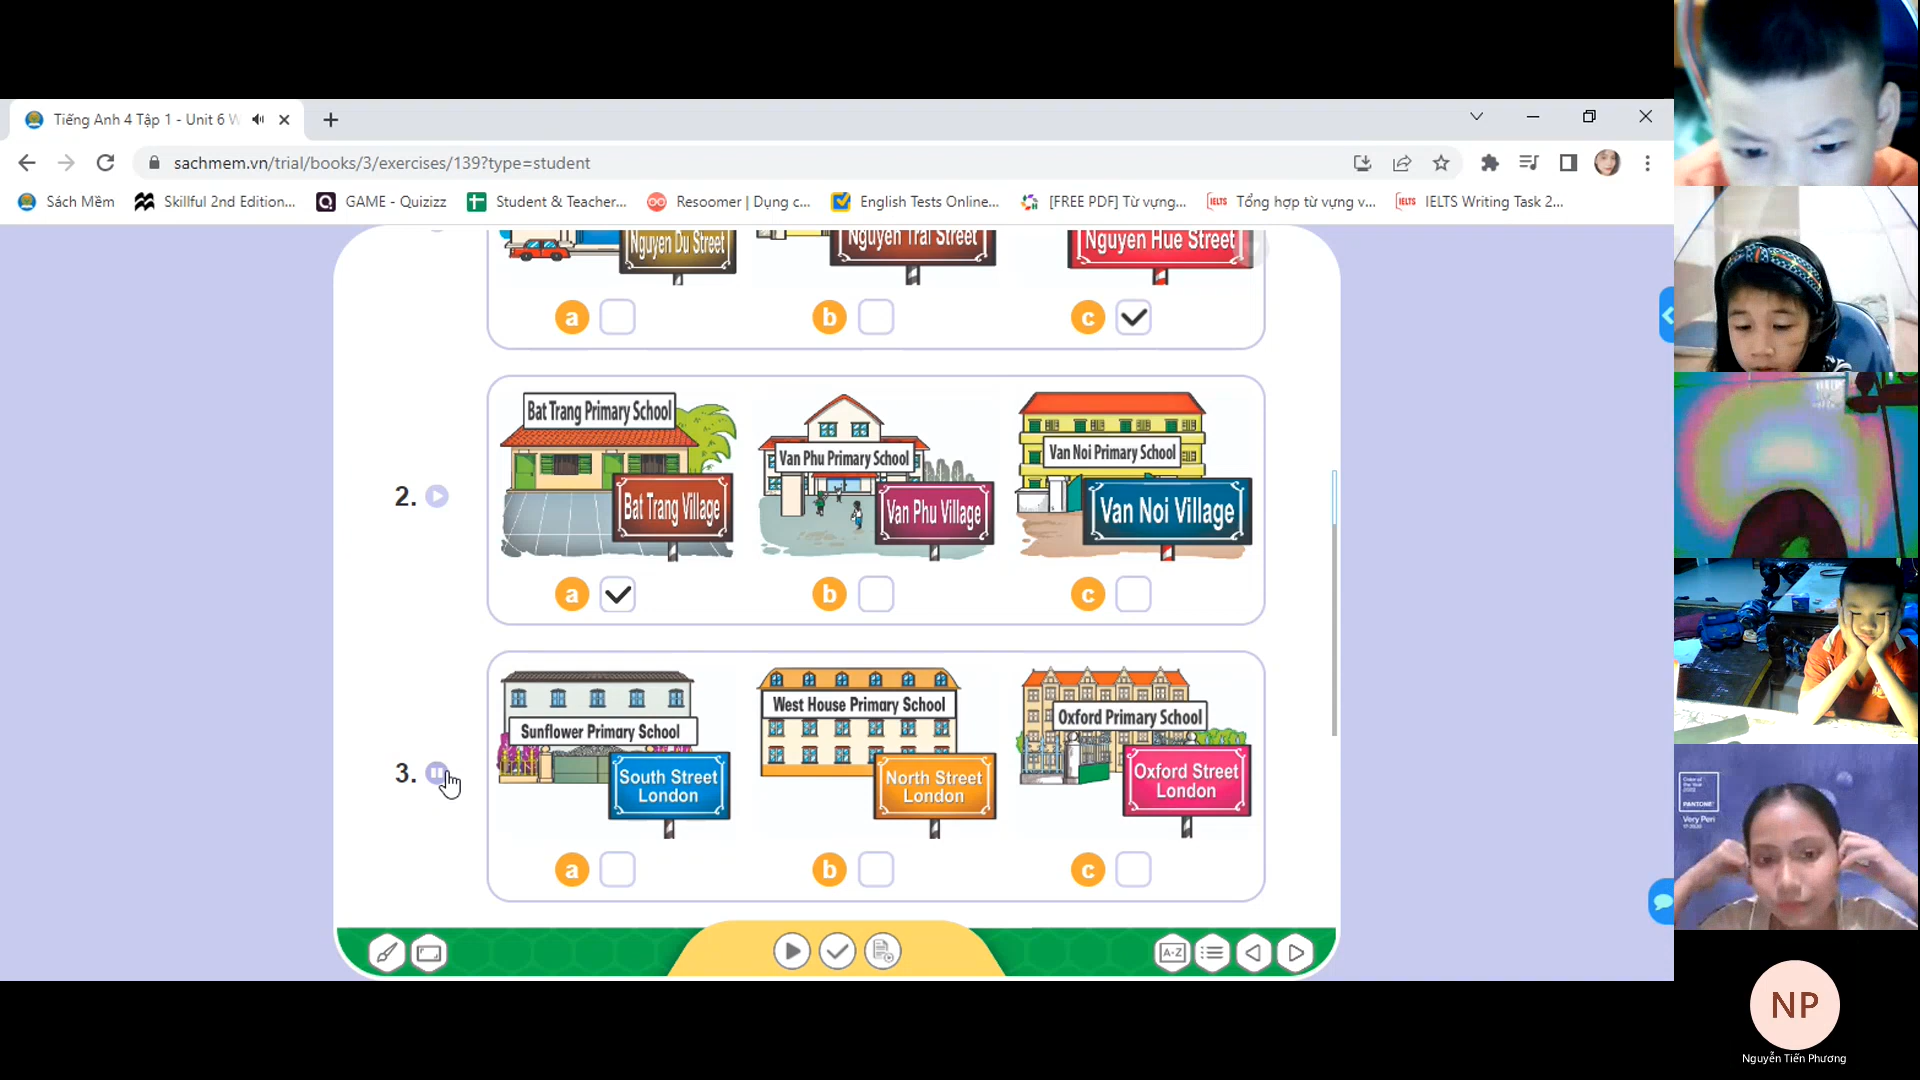 Tiếng Anh 4 Tập 1 - Unit 6 W
sachmem.vn/trial/books/3/exercises/139?type=student
Sách Mềm
Skillful 2nd Edition...
GAME - Quizizz
Student & Teacher...
Resoomer | Dụng c...
English Tests Online...
[FREE PDF] Từ vựng...
IELTS
Tổng hợp từ vựng v...
IELTS
IELTS Writing Task 2...
Nguyen Du Street
Nguyen Trai Street
Nguyen Hue Street
a
b
c
2.
Bat Trang Primary School
Bat Trang Village
Van Phu Primary School
Van Phu Village
Van Noi Primary School
Van Noi Village
a
b
c
3.
Sunflower Primary School
South Street
London
West House Primary School
North Street
London
Oxford Primary School
Oxford Street
London
a
b
c
A-Z
PANTONE
Very Peri
NP
Nguyễn Tiến Phương